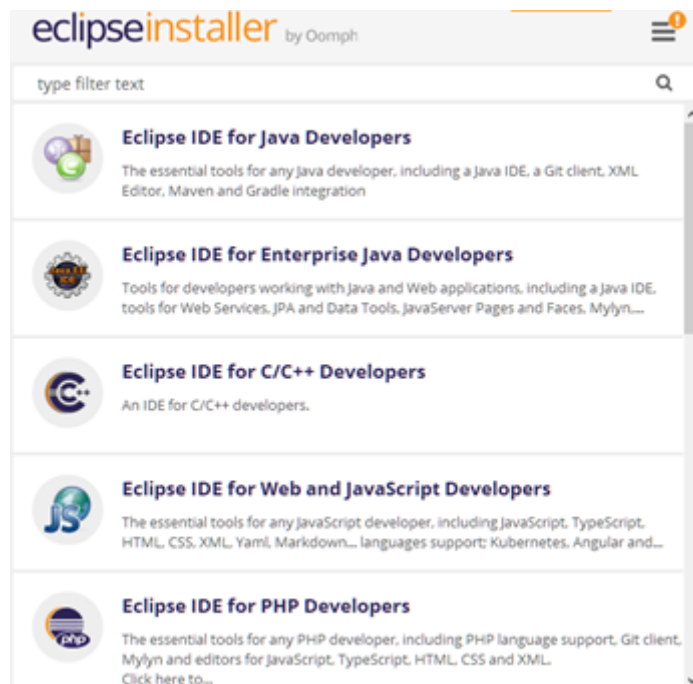 eclipseinstaller by Oomph
type filter text
Eclipse IDE for Java Developers
The essential tools for any Java developer, including a Java IDE, a Git client, XML
Editor, Maven and Gradle integration
Eclipse IDE for Enterprise Java Developers
Tools for developers working with Java and Web applications, including a Java IDE,
tools for Web Services, JPA and Data Tools, JavaServer Pages and Faces, Mylyn,...
Java EE
IDE
Eclipse IDE for C/C++ Developers
C++
An IDE for C/C++ developers.
Eclipse IDE for Web and JavaScript Developers
JS
The essential tools for any JavaScript developer, including JavaScript, TypeScript,
HTML, CSS, XML, Yaml, Markdown... languages support; Kubernetes, Angular and...
Eclipse IDE for PHP Developers
php
The essential tools for any PHP developer, including PHP language support, Git client,
Mylyn and editors for JavaScript, TypeScript, HTML, CSS and XML.
Click here to...